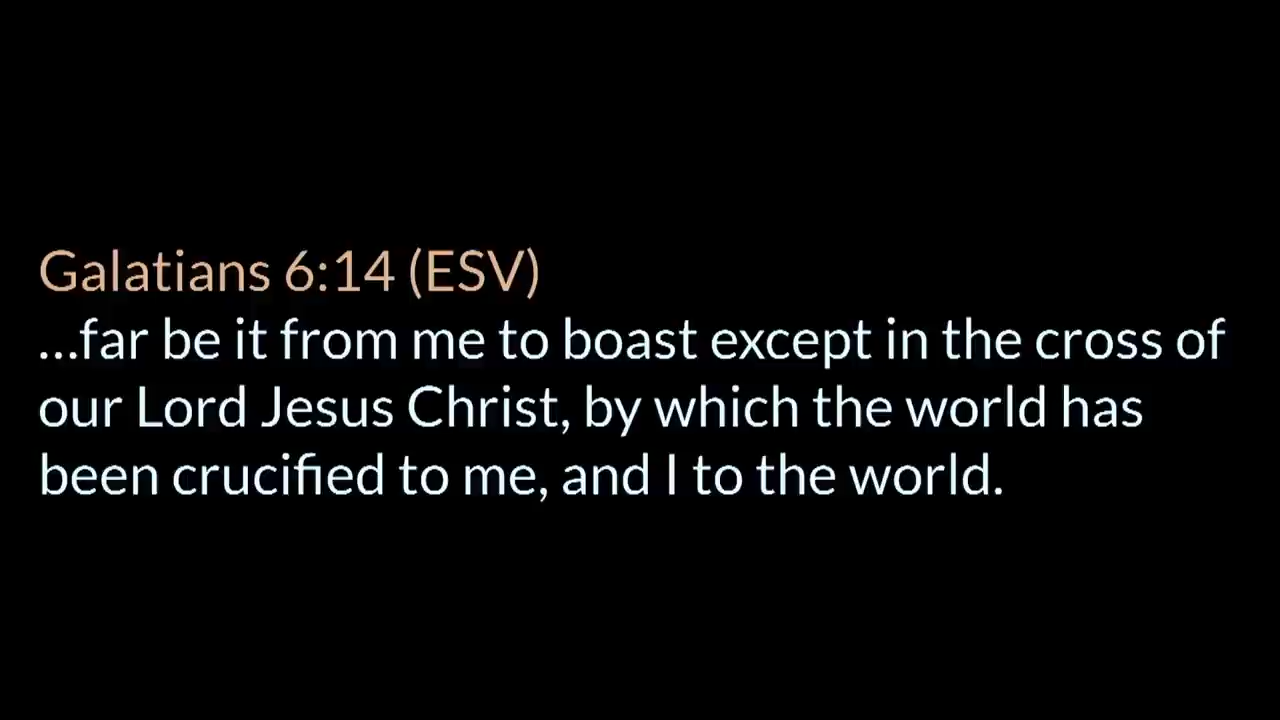 Galatians 6:14 (ESV)
...far be it from me to boast except in the cross of
our Lord Jesus Christ, by which the world has
been crucified to me, and I to the world.